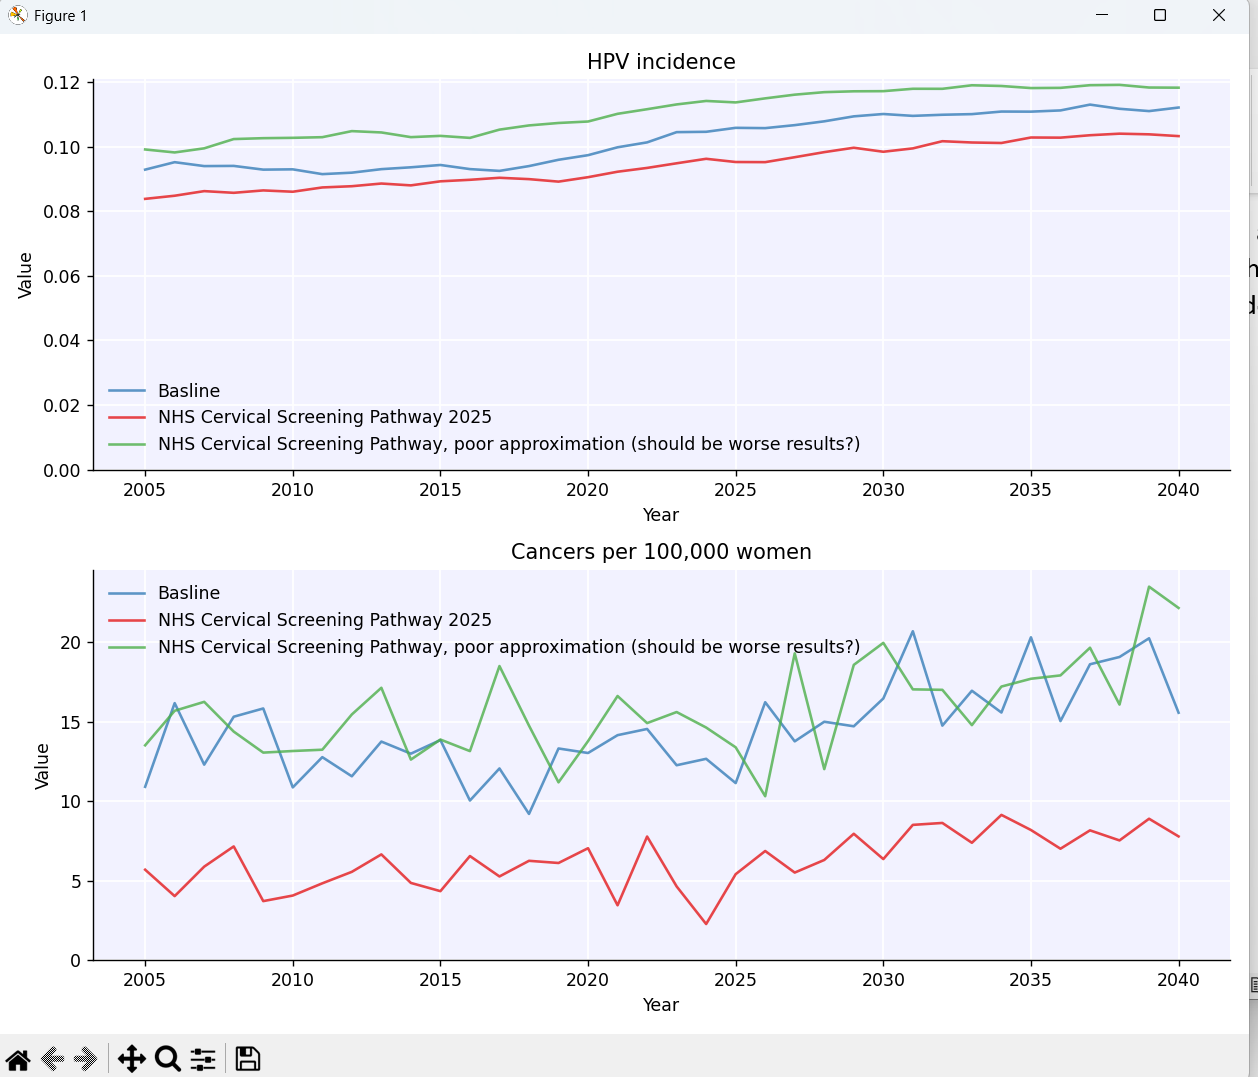 Figure 1
HPV incidence
0.12
0.10
0.08
0.06
0.04
0.02
0.00
Value
Basline
NHS Cervical Screening Pathway 2025
NHS Cervical Screening Pathway, poor approximation (should be worse results?)
2005 2010 2015 2020 2025 2030 2035 2040
Year
Cancers per 100,000 women
Basline
NHS Cervical Screening Pathway 2025
NHS Cervical Screening Pathway, poor approximation (should be worse results?)
20
15
10
5
0
Value
2005 2010 2015 2020 2025 2030 2035 2040
Year